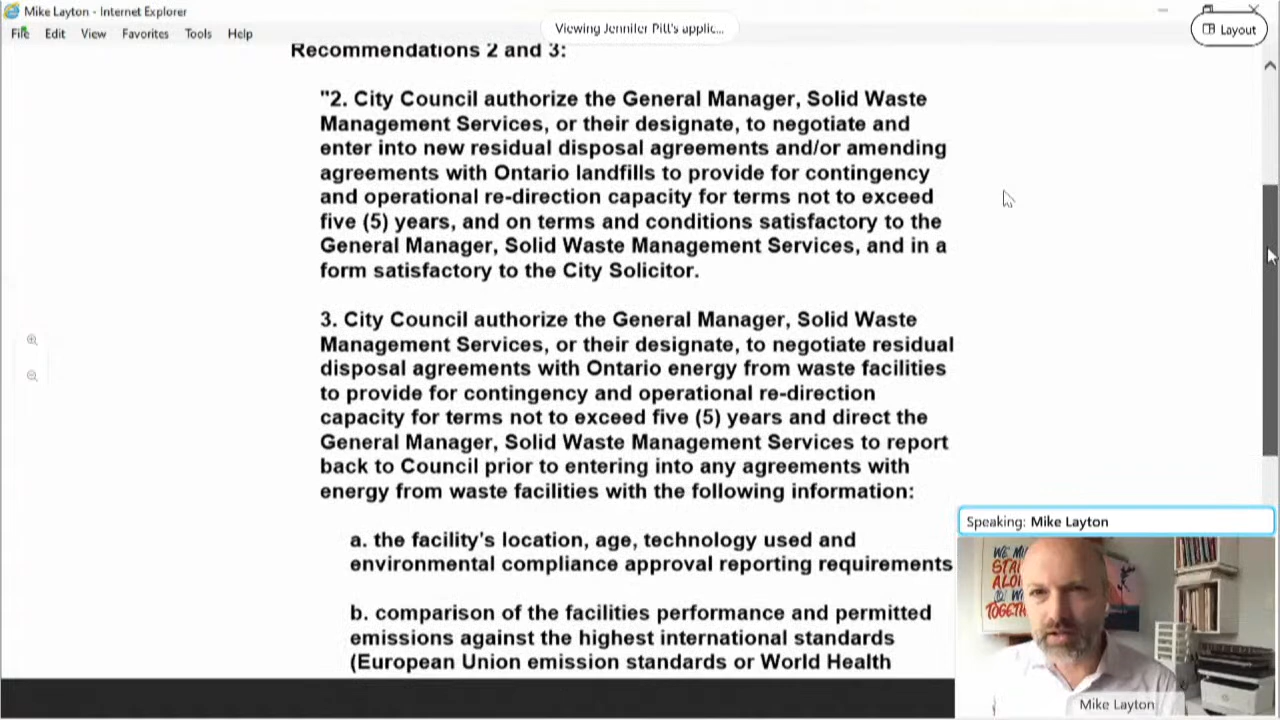 Mike Layton - Internet Explorer
File Edit View Favorites Tools Help
Viewing Jennifer Pill's applic...
Layout
Recommendations 2 and 3:
"2. City Council authorize the General Manager, Solid Waste
Management Services, or their designate, to negotiate and
enter into new residual disposal agreements and/or amending
agreements with Ontario landfills to provide for contingency
and operational re-direction capacity for terms not to exceed
five (5) years, and on terms and conditions satisfactory to the
General Manager, Solid Waste Management Services, and in a
form satisfactory to the City Solicitor.
3. City Council authorize the General Manager, Solid Waste
Management Services, or their designate, to negotiate residual
disposal agreements with Ontario energy from waste facilities
to provide for contingency and operational re-direction
capacity for terms not to exceed five (5) years and direct the
General Manager, Solid Waste Management Services to report
back to Council prior to entering into any agreements with
energy from waste facilities with the following information:
a. the facility's location, age, technology used and
environmental compliance approval reporting requirements
b. comparison of the facilities performance and permitted
emissions against the highest international standards
(European Union emission standards or World Health
Speaking: Mike Layton
WE
TOGETH
Mike Layton